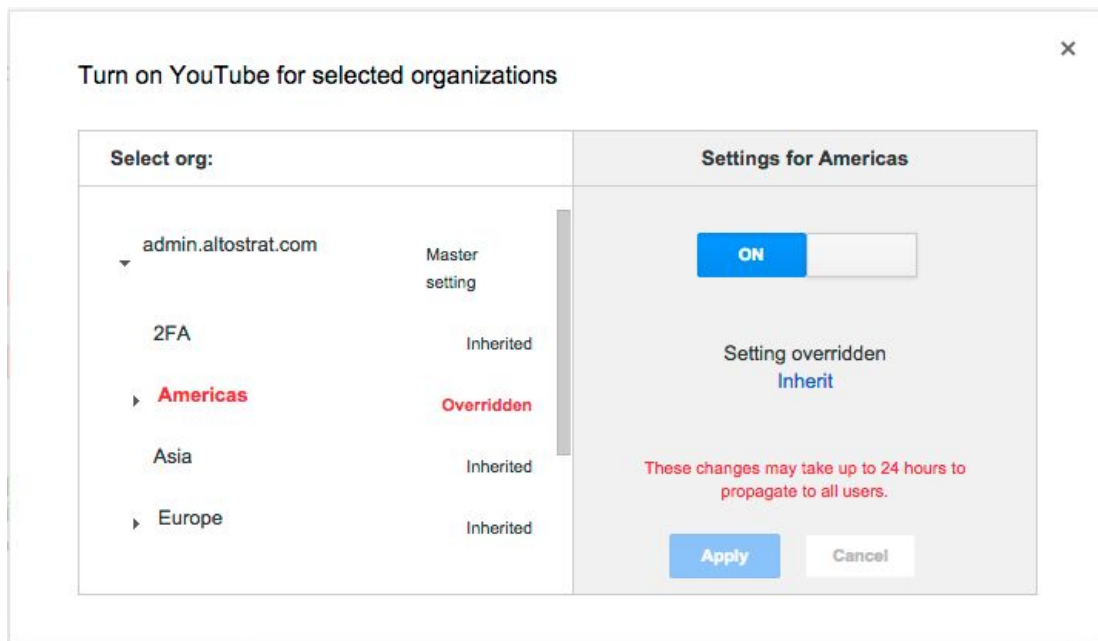 Turn on YouTube for selected organizations
Select org:
Settings for Americas
admin.altostrat.com
Master
setting
2FA
Inherited
Americas
Overridden
Asia
Inherited
Europe
Inherited
ON
Setting overridden
Inherit
These changes may take up to 24 hours to
propagate to all users.
Apply
Cancel